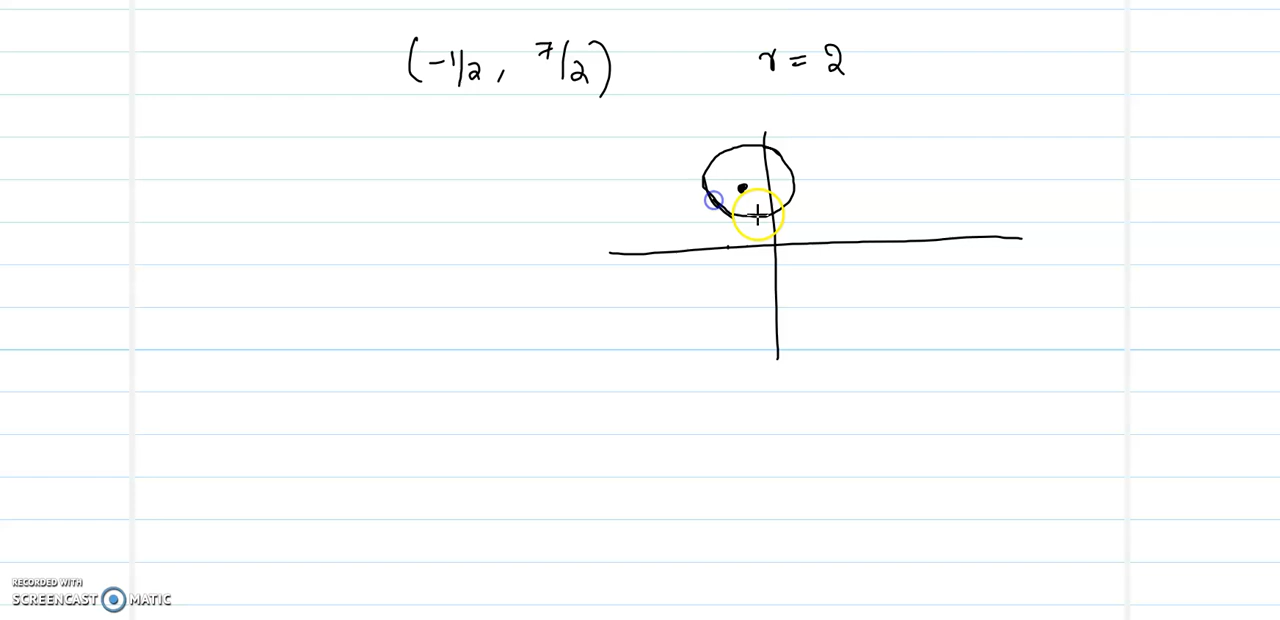 (-1/2, 7/2) r = 2
RECORDED WITH
SCREENCAST MATIC